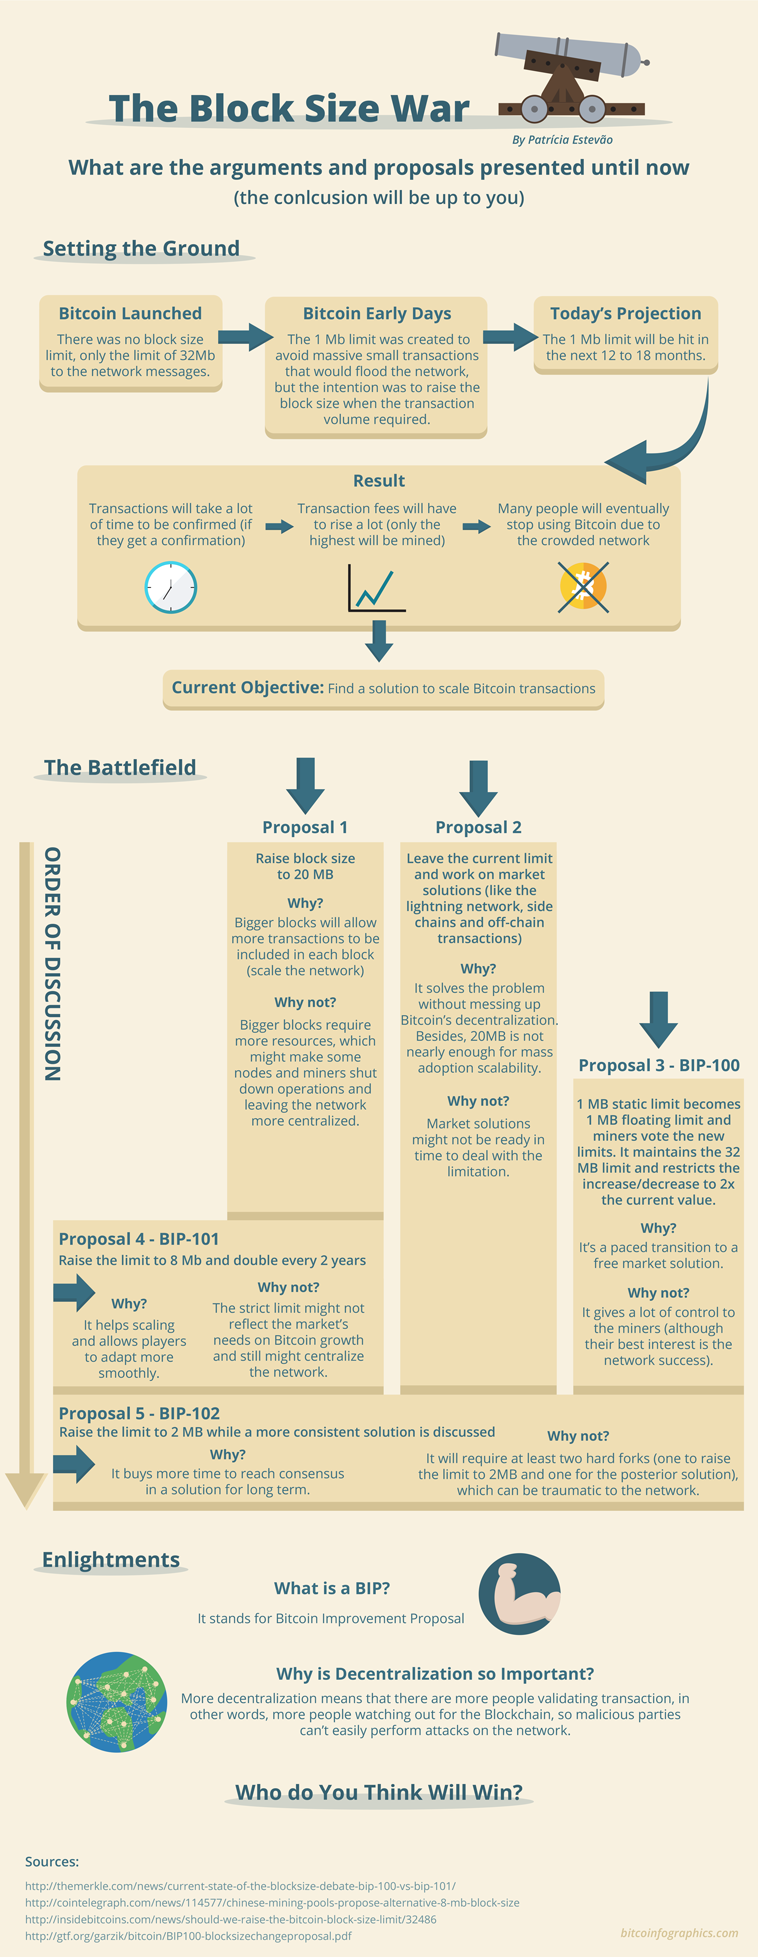 The Block Size War
By Patrícia Estevão
What are the arguments and proposals presented until now
(the conlcusion will be up to you)
Setting the Ground
Bitcoin Launched
There was no block size
limit, only the limit of 32Mb
to the network messages.
Bitcoin Early Days
The 1 Mb limit was created to
avoid massive small transactions
that would flood the network,
but the intention was to raise the
block size when the transaction
volume required.
Today's Projection
The 1 Mb limit will be hit in
the next 12 to 18 months.
Result
Transactions will take a lot
of time to be confirmed (if
they get a confirmation)
Transaction fees will have
to rise a lot (only the
highest will be mined)
Many people will eventually
stop using Bitcoin due to
the crowded network
Current Objective: Find a solution to scale Bitcoin transactions
The Battlefield
ORDER OF DISCUSSION
Proposal 1
Raise block size
to 20 MB
Why?
Bigger blocks will allow
more transactions to be
included in each block
(scale the network)
Why not?
Bigger blocks require
more resources, which
might make some
nodes and miners shut
down operations and
leaving the network
more centralized.
Proposal 2
Leave the current limit
and work on market
solutions (like the
lightning network, side
chains and off-chain
transactions)
Why?
It solves the problem
without messing up
Bitcoin's decentralization.
Besides, 20MB is not
nearly enough for mass
adoption scalability.
Why not?
Market solutions
might not be ready in
time to deal with the
limitation.
Proposal 3 - BIP-100
1 MB static limit becomes
1 MB floating limit and
miners vote the new
limits. It maintains the 32
MB limit and restricts the
increase/decrease to 2x
the current value.
Why?
It's a paced transition to a
free market solution.
Why not?
It gives a lot of control to
the miners (although
their best interest is the
network success).
Proposal 4 - BIP-101
Raise the limit to 8 Mb and double every 2 years
Why?
It helps scaling
and allows players
to adapt more
smoothly.
Why not?
The strict limit might not
reflect the market's
needs on Bitcoin growth
and still might centralize
the network.
Proposal 5 - BIP-102
Raise the limit to 2 MB while a more consistent solution is discussed
Why?
It buys more time to reach consensus
in a solution for long term.
Why not?
It will require at least two hard forks (one to raise
the limit to 2MB and one for the posterior solution),
which can be traumatic to the network.
Enlightments
What is a BIP?
It stands for Bitcoin Improvement Proposal
Why is Decentralization so Important?
More decentralization means that there are more people validating transaction, in
other words, more people watching out for the Blockchain, so malicious parties
can't easily perform attacks on the network.
Who do You Think Will Win?
Sources:
http://themerkle.com/news/current-state-of-the-blocksize-debate-bip-100-vs-bip-101/
http://cointelegraph.com/news/114577/chinese-mining-pools-propose-alternative-8-mb-block-size
http://insidebitcoins.com/news/should-we-raise-the-bitcoin-block-size-limit/32486
http://gtf.org/garzik/bitcoin/BIP100-blocksizechangeproposal.pdf
bitcoinfographics.com